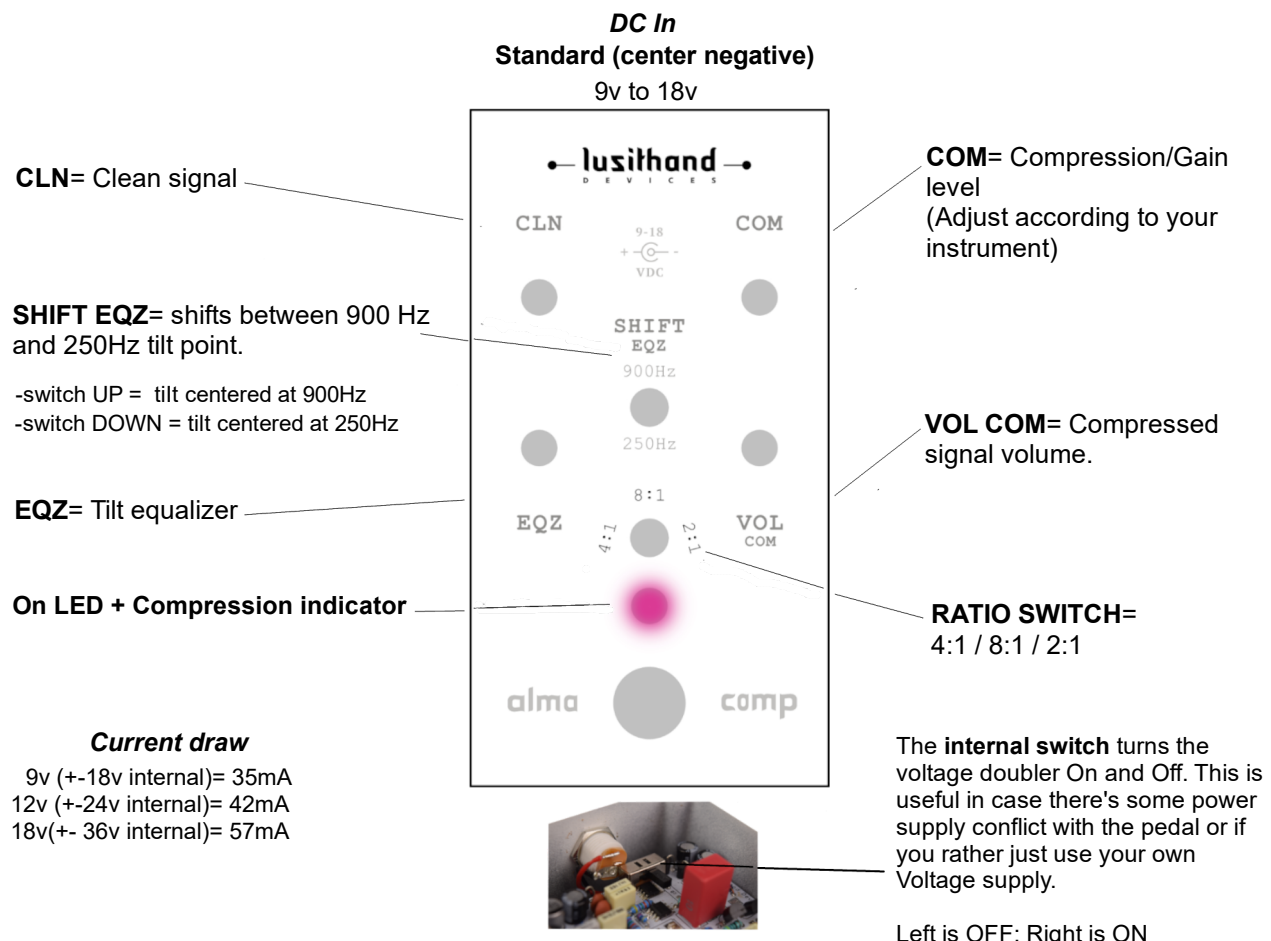 DC In
Standard (center negative)
9v to 18v
lusithand
DEVICES
CLN= Clean signal
COM= Compression/Gain
level
(Adjust according to your
instrument)
CLN
COM
9-18
+ -
VDC
SHIFT EQZ= shifts between 900 Hz
and 250Hz tilt point.
-switch UP = tilt centered at 900Hz
-switch DOWN = tilt centered at 250Hz
SHIFT
EQZ
900Hz
250Hz
VOL COM= Compressed
signal volume.
EQZ= Tilt equalizer
8:1
EQZ
4:1
2:1
VOL
COM
On LED + Compression indicator
RATIO SWITCH=
4:1 / 8:1 / 2:1
alma
comp
Current draw
9v (+-18v internal)= 35mA
12v (+-24v internal)= 42mA
18v(+- 36v internal)= 57mA
The internal switch turns the
voltage doubler On and Off. This is
useful in case there's some power
supply conflict with the pedal or if
you rather just use your own
Voltage supply.
Left is OFF; Right is ON